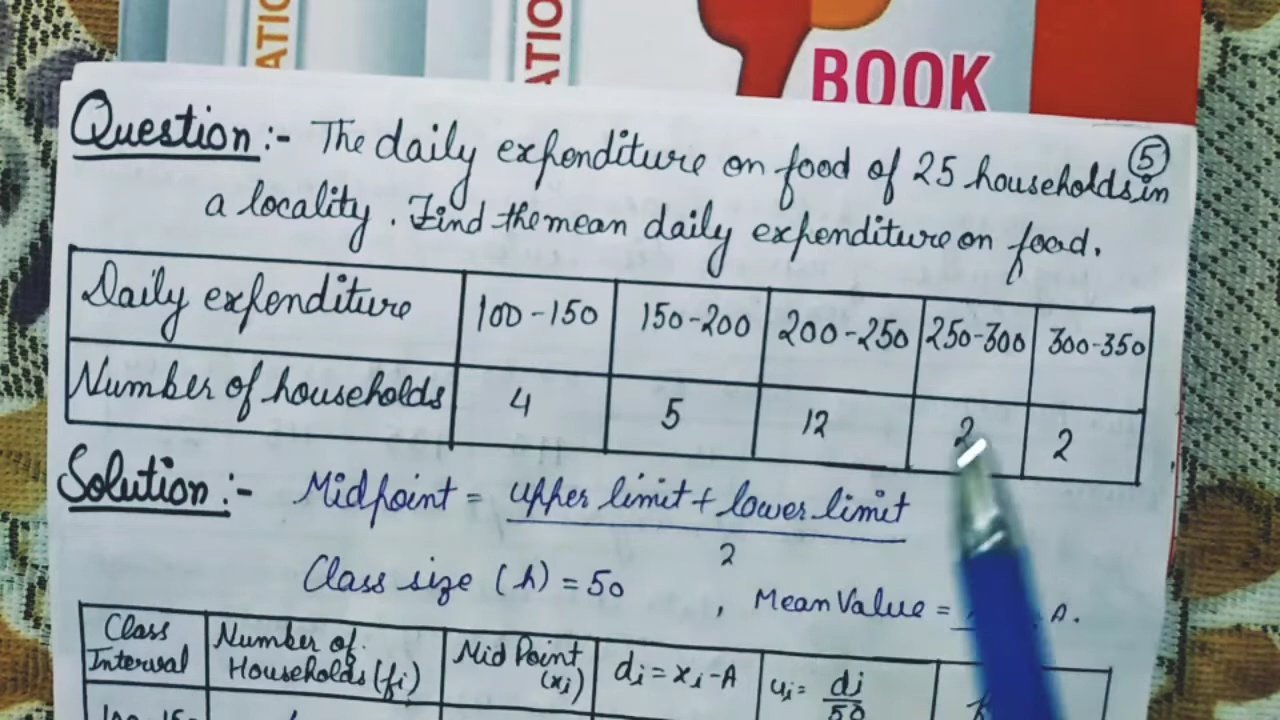 ATIO
ATIO
BOOK
Question :- The daily expenditure on food of 25 households in
5
a locality. Find the mean daily expenditure on food.
Daily expenditure 100-150 150-200 200-250 250-300 300-350
Number of households 4 5 12 2 2
Solution :- Midpoint = upper limit + lower limit
2
Class size (h) = 50 , Mean Value = A.
Class Interval Number of Households (fi) Mid Point (xi) di = xi - A ui = di/50